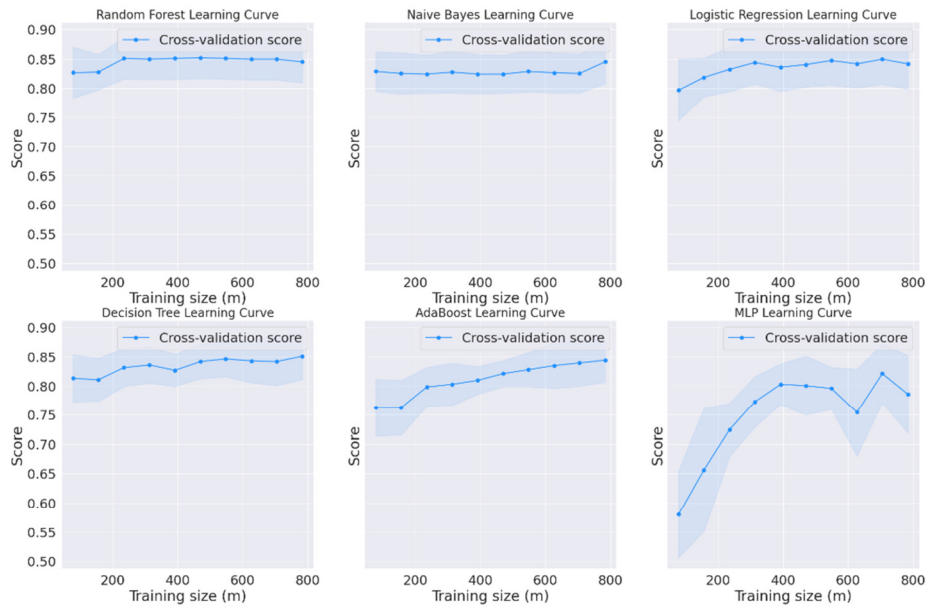 Random Forest Learning Curve
Cross-validation score
Score
0.90
0.85
0.80
0.75
0.70
0.65
0.60
0.55
0.50
200
400
600
800
Training size (m)
Naive Bayes Learning Curve
Cross-validation score
Score
200
400
600
800
Training size (m)
Logistic Regression Learning Curve
Cross-validation score
Score
200
400
600
800
Training size (m)
Decision Tree Learning Curve
Cross-validation score
Score
0.90
0.85
0.80
0.75
0.70
0.65
0.60
0.55
0.50
200
400
600
800
Training size (m)
AdaBoost Learning Curve
Cross-validation score
Score
200
400
600
800
Training size (m)
MLP Learning Curve
Cross-validation score
Score
200
400
600
800
Training size (m)